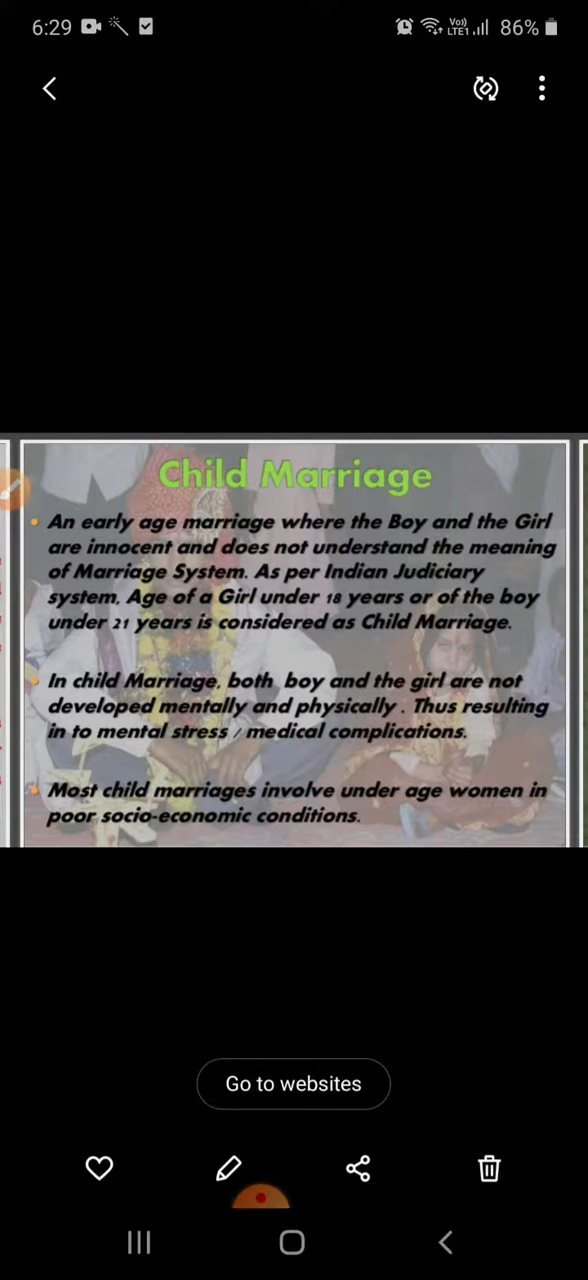 6:29
Vo)) 86%
LTE1
Child Marriage
• An early age marriage where the Boy and the Girl
are innocent and does not understand the meaning
of Marriage System. As per Indian Judiciary
system, Age of a Girl under 18 years or of the boy
under 21 years is considered as Child Marriage.
• In child Marriage, both boy and the girl are not
developed mentally and physically . Thus resulting
in to mental stress / medical complications.
• Most child marriages involve under age women in
poor socio-economic conditions.
Go to websites